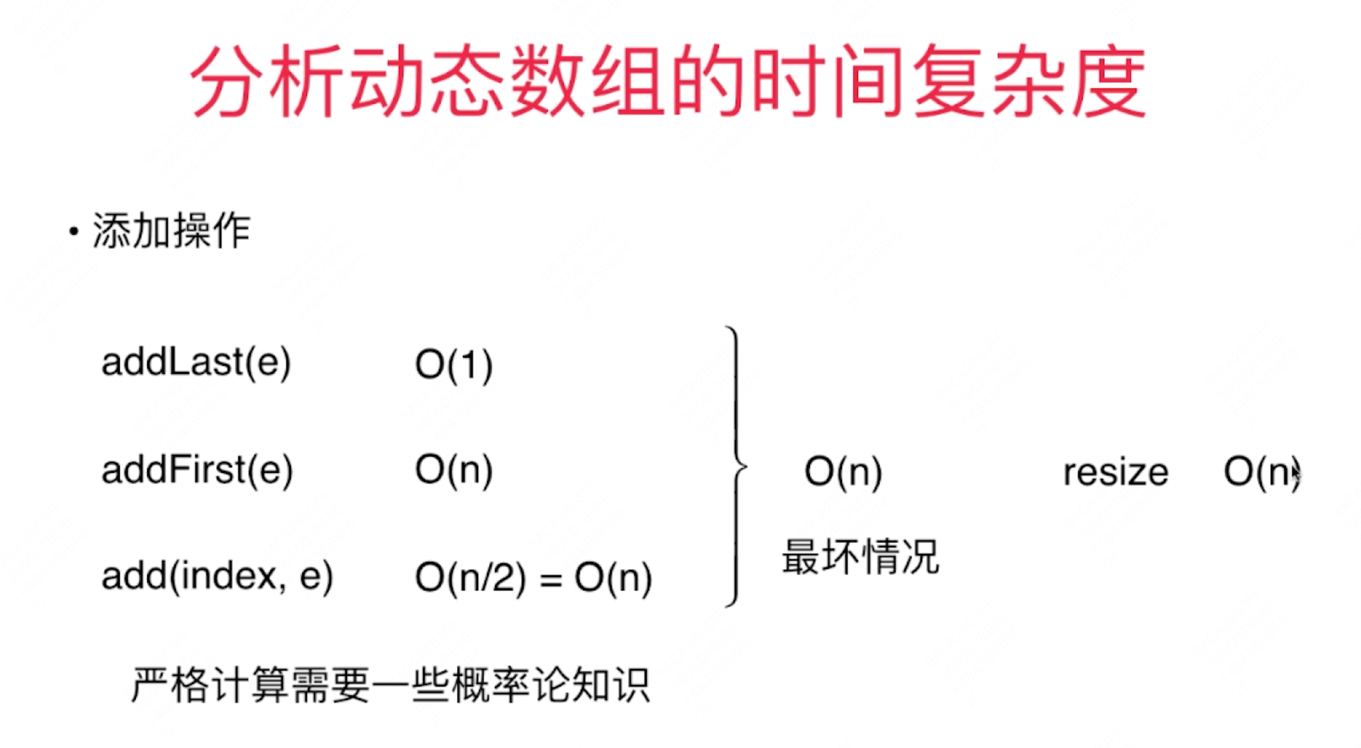 分析动态数组的时间复杂度
• 添加操作
addLast(e) O(1)
addFirst(e) O(n) O(n) resize O(n)
最坏情况
add(index, e) O(n/2) = O(n)
严格计算需要一些概率论知识